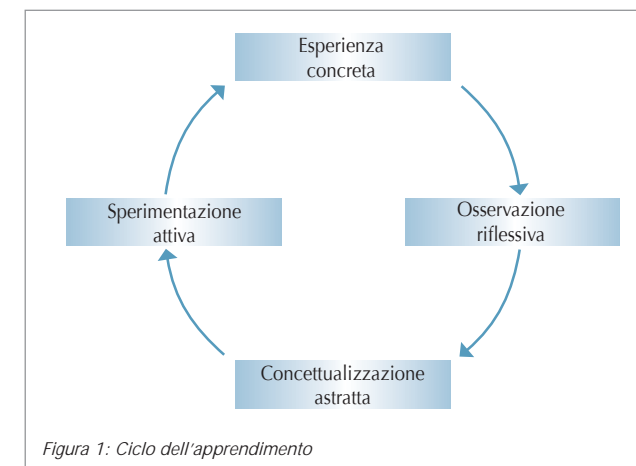 Esperienza
concreta
Sperimentazione
attiva
Osservazione
riflessiva
Concettualizzazione
astratta
Figura 1: Ciclo dell'apprendimento